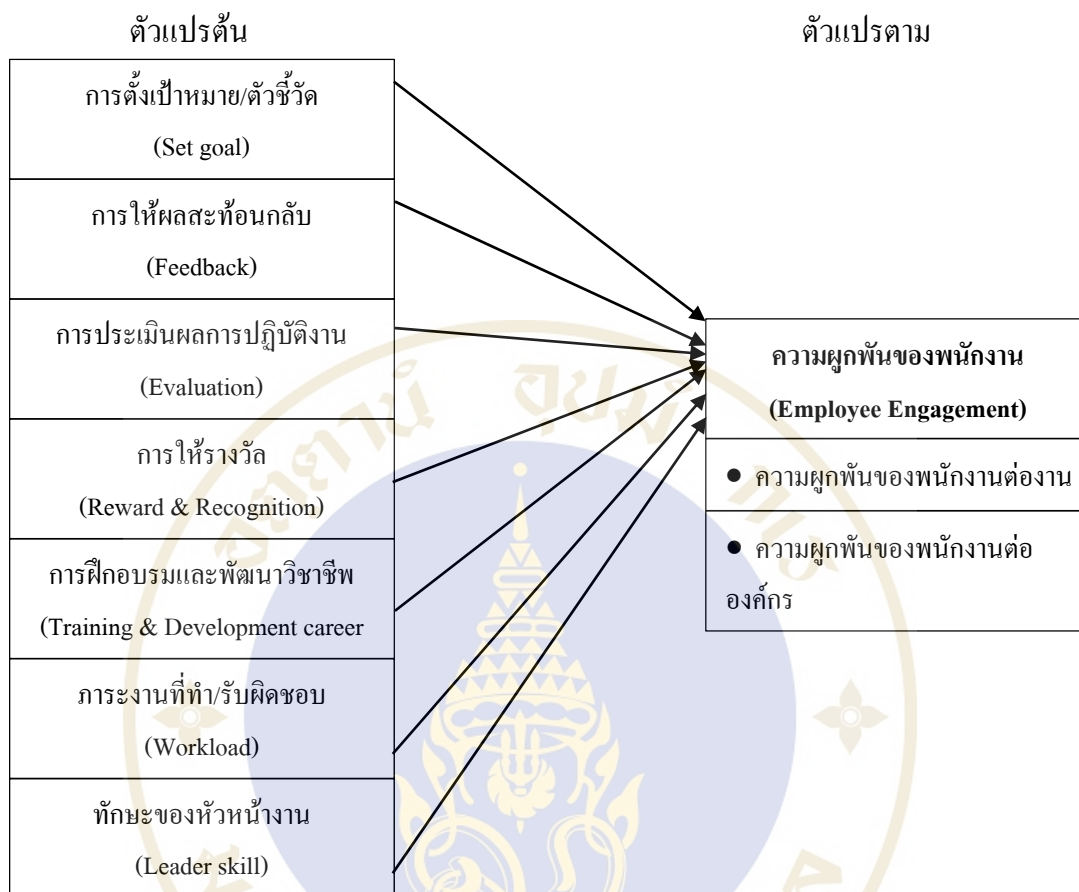 ตัวแปรต้น
ตัวแปรตาม
การตั้งเป้าหมาย/ตัวชี้วัด
(Set goal)
การให้ผลสะท้อนกลับ
(Feedback)
การประเมินผลการปฏิบัติงาน
(Evaluation)
การให้รางวัล
(Reward & Recognition)
การฝึกอบรมและพัฒนาวิชาชีพ
(Training & Development career
ภาระงานที่ทำ/รับผิดชอบ
(Workload)
ทักษะของหัวหน้างาน
(Leader skill)
ความผูกพันของพนักงาน
(Employee Engagement)
● ความผูกพันของพนักงานต่องาน
● ความผูกพันของพนักงานต่อ
องค์กร